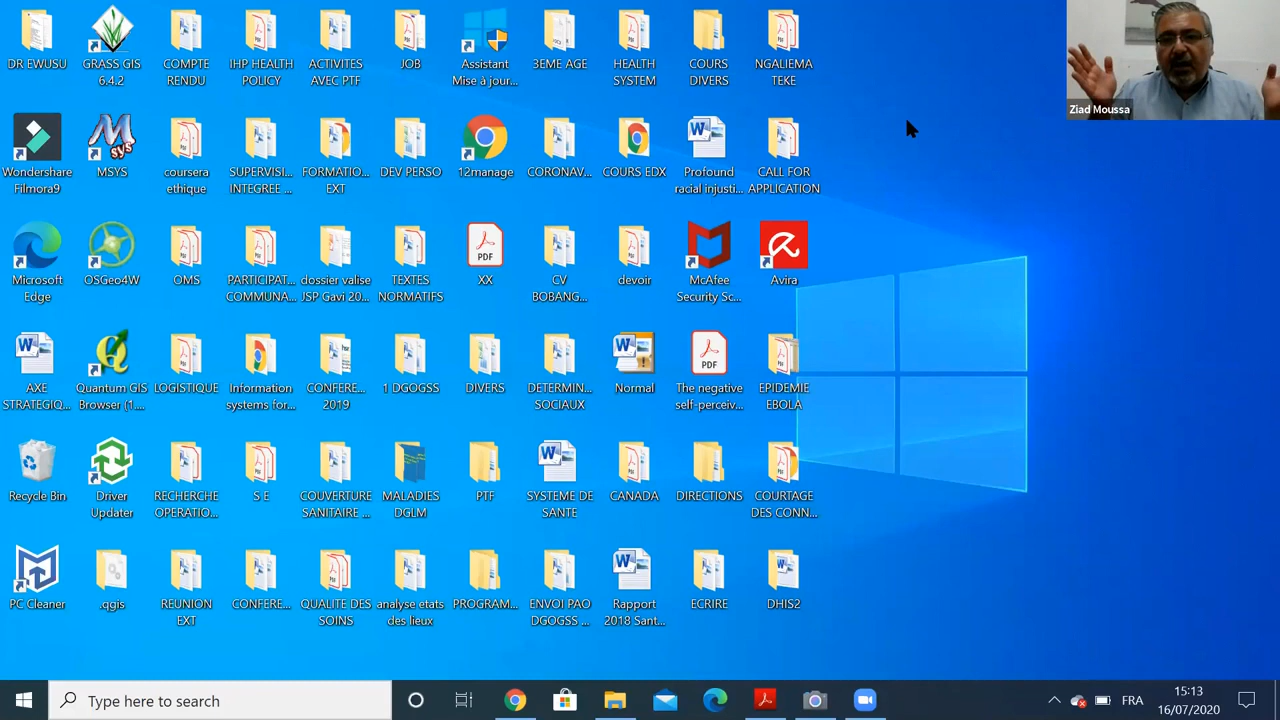 DR EWUSU
GRASS GIS
6.4.2
COMPTE
RENDU
IHP HEALTH
POLICY
ACTIVITES
AVEC PTF
JOB
Assistant
Mise à jour...
3EME AGE
HEALTH
SYSTEM
COURS
DIVERS
NGALIEMA
TEKE
Ziad Moussa
Wondershare
Filmora9
M
sys
MSYS
coursera
ethique
SUPERVISI...
INTEGREE ...
FORMATIO...
EXT
DEV PERSO
12manage
CORONAV...
COURS EDX
Profound
racial injusti...
CALL FOR
APPLICATION
Microsoft
Edge
OSGeo4W
OMS
PARTICIPAT...
COMMUNA...
dossier valise
JSP Gavi 20...
TEXTES
NORMATIFS
PDF
XX
CV
BOBANG...
devoir
McAfee
Security Sc...
Avira
AXE
STRATEGIQ...
Quantum GIS
Browser (1....
LOGISTIQUE
Information
systems for...
CONFERE...
2019
1 DGOGSS
DIVERS
DETERMIN...
SOCIAUX
Normal
PDF
The negative
self-perceiv...
EPIDEMIE
EBOLA
Recycle Bin
Driver
Updater
RECHERCHE
OPERATIO...
S E
COUVERTURE
SANITAIRE ...
MALADIES
DGLM
PTF
SYSTEME DE
SANTE
CANADA
DIRECTIONS
COURTAGE
DES CONN...
PC Cleaner
.qgis
REUNION
EXT
CONFERE...
QUALITE DES
SOINS
analyse etats
des lieux
PROGRAM...
ENVOI PAO
DGOGSS ...
Rapport
2018 Sant...
ECRIRE
DHIS2
Type here to search
FRA
15:13
16/07/2020